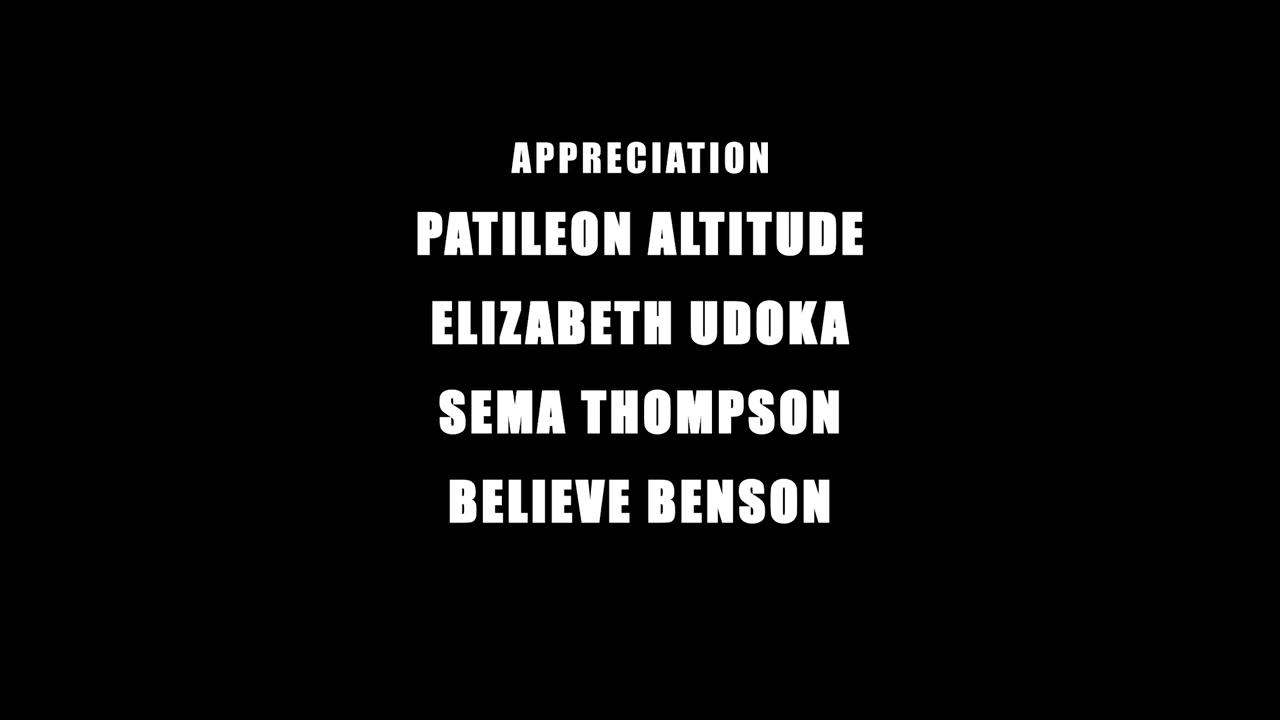 APPRECIATION
PATILEON ALTITUDE
ELIZABETH UDOKA
SEMA THOMPSON
BELIEVE BENSON